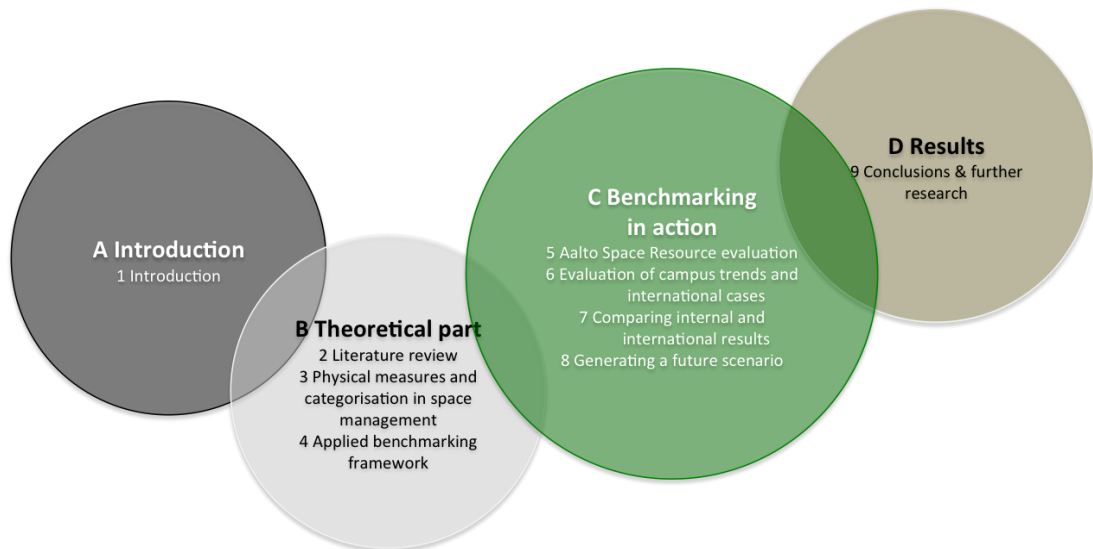 A Introduction
1 Introduction
B Theoretical part
2 Literature review
3 Physical measures and
categorisation in space
management
4 Applied benchmarking
framework
C Benchmarking
in action
5 Aalto Space Resource evaluation
6 Evaluation of campus trends and
international cases
7 Comparing internal and
international results
8 Generating a future scenario
D Results
9 Conclusions & further
research